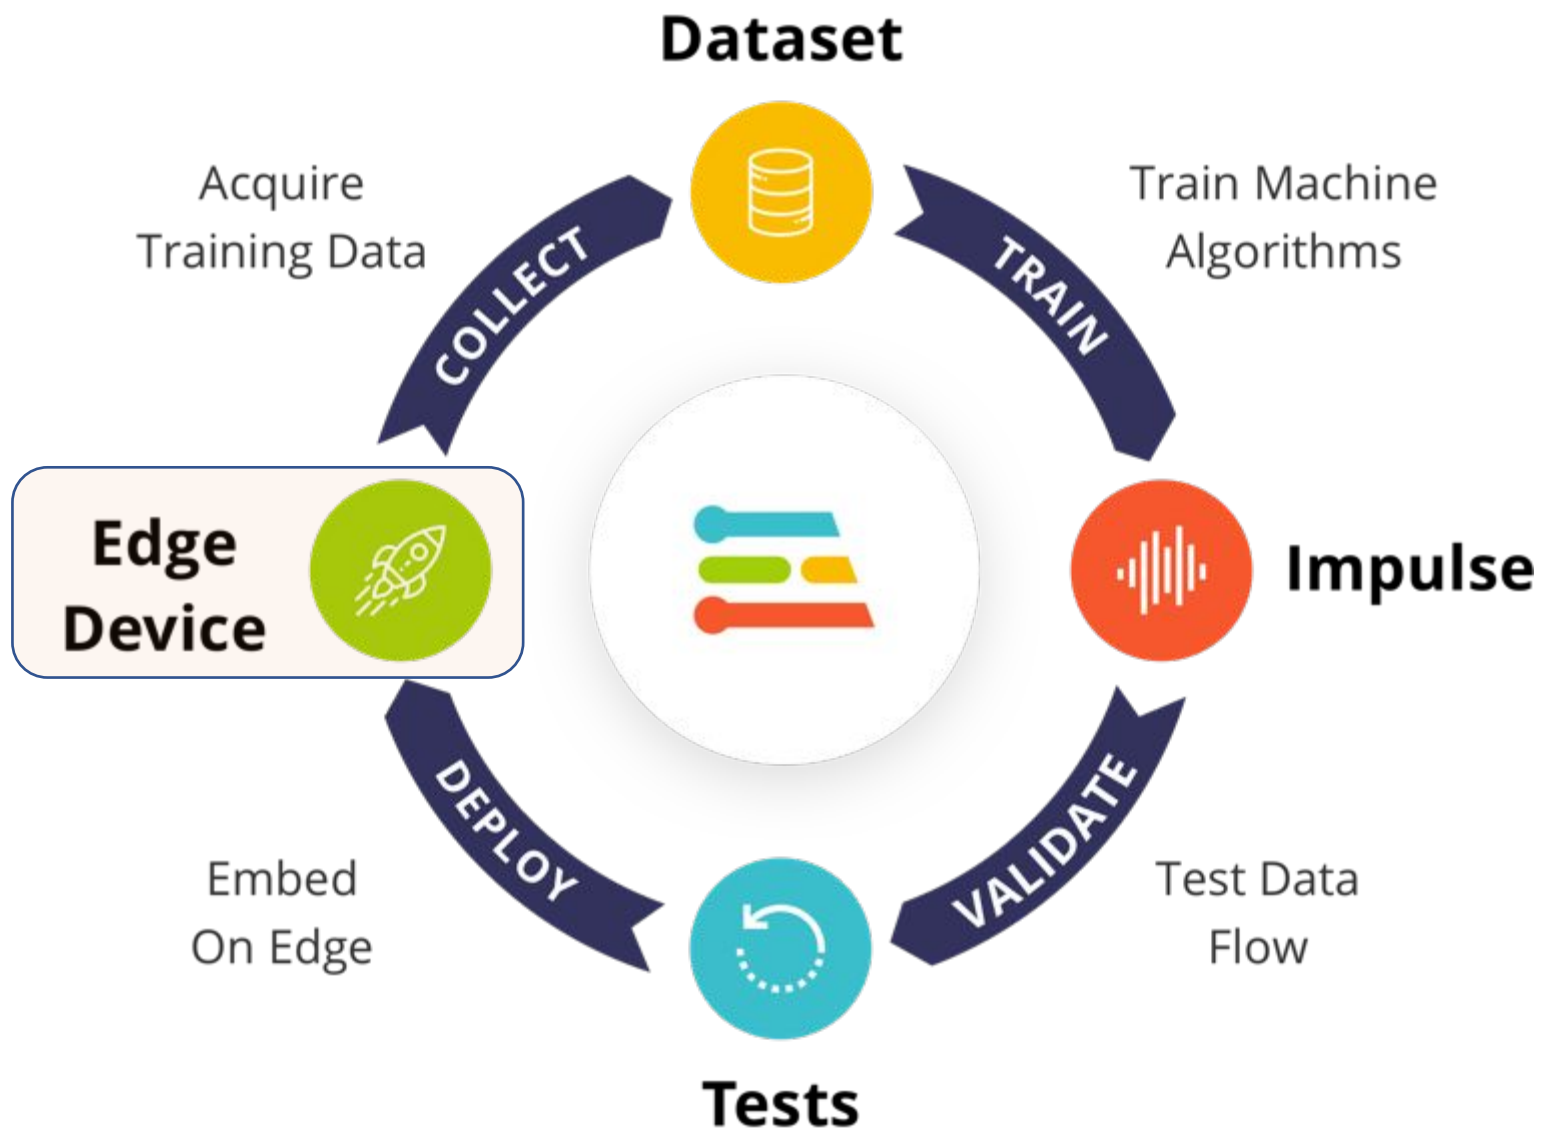 Dataset
Acquire
Training Data
COLLECT
TRAIN
Train Machine
Algorithms
Edge
Device
Impulse
DEPLOY
VALIDATE
Embed
On Edge
Test Data
Flow
Tests